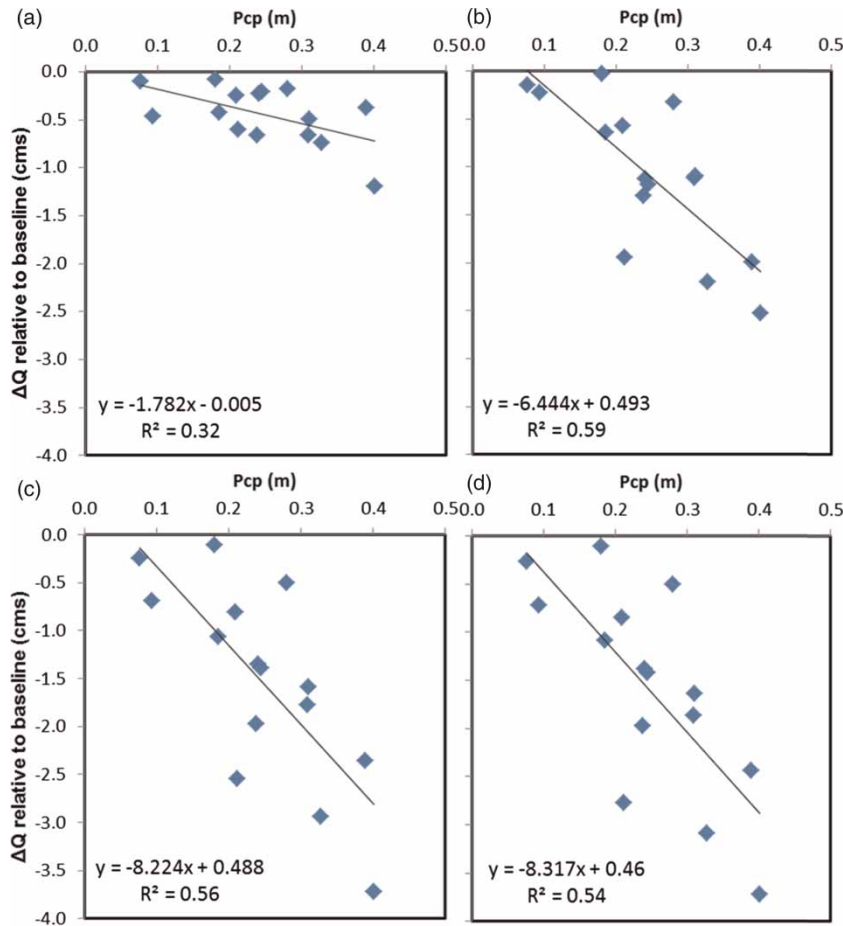 (a)
Pcp (m)
0.0 0.1 0.2 0.3 0.4 0.5
0.0
-0.5
-1.0
-1.5
-2.0
-2.5
-3.0
-3.5
-4.0
ΔQ relative to baseline (cms)
y = -1.782x - 0.005
R² = 0.32
(b)
Pcp (m)
0.0 0.1 0.2 0.3 0.4 0.5
y = -6.444x + 0.493
R² = 0.59
(c)
Pcp (m)
0.0 0.1 0.2 0.3 0.4 0.5
0.0
-0.5
-1.0
-1.5
-2.0
-2.5
-3.0
-3.5
-4.0
ΔQ relative to baseline (cms)
y = -8.224x + 0.488
R² = 0.56
(d)
Pcp (m)
0.0 0.1 0.2 0.3 0.4 0.5
y = -8.317x + 0.46
R² = 0.54